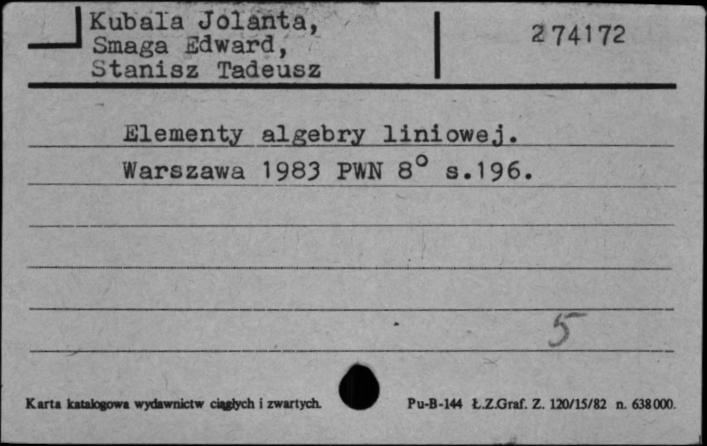 Kubala Jolanta,
Smaga Edward,
Stanisz Tadeusz
274172
Elementy algebry liniowej.
Warszawa 1983 PWN 8° s.196.
5
Karta katalogowa wydawnictw ciągłych i zwartych.
Pu-B-144 Ł.Z.Graf. Z. 120/15/82 n. 638000.